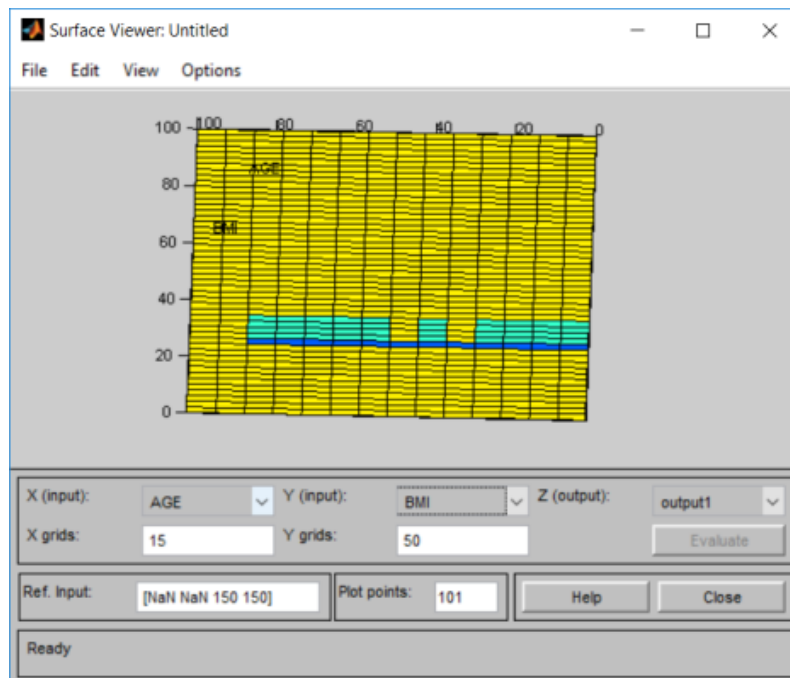 Surface Viewer: Untitled
File Edit View Options
100 100 80 60 40 20 0
AGE
80
BMI
60
40
20
0
X (input): AGE Y (input): BMI Z (output): output1
X grids: 15 Y grids: 50 Evaluate
Ref. Input: [NaN NaN 150 150] Plot points: 101 Help Close
Ready